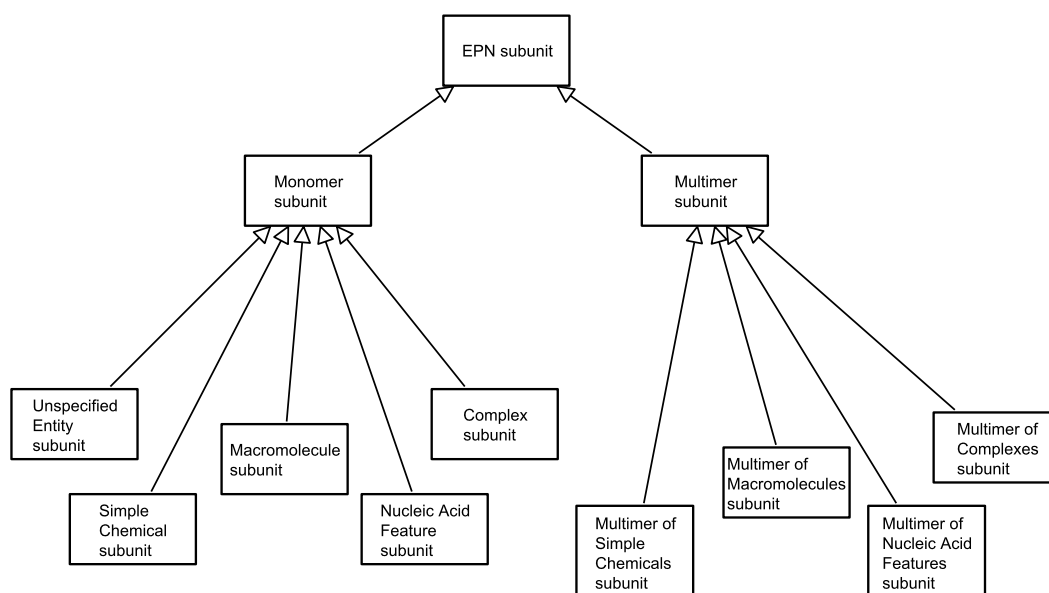 EPN subunit
Monomer
subunit
Multimer
subunit
Unspecified
Entity
subunit
Simple
Chemical
subunit
Macromolecule
subunit
Nucleic Acid
Feature
subunit
Complex
subunit
Multimer of
Simple
Chemicals
subunit
Multimer of
Macromolecules
subunit
Multimer of
Nucleic Acid
Features
subunit
Multimer of
Complexes
subunit